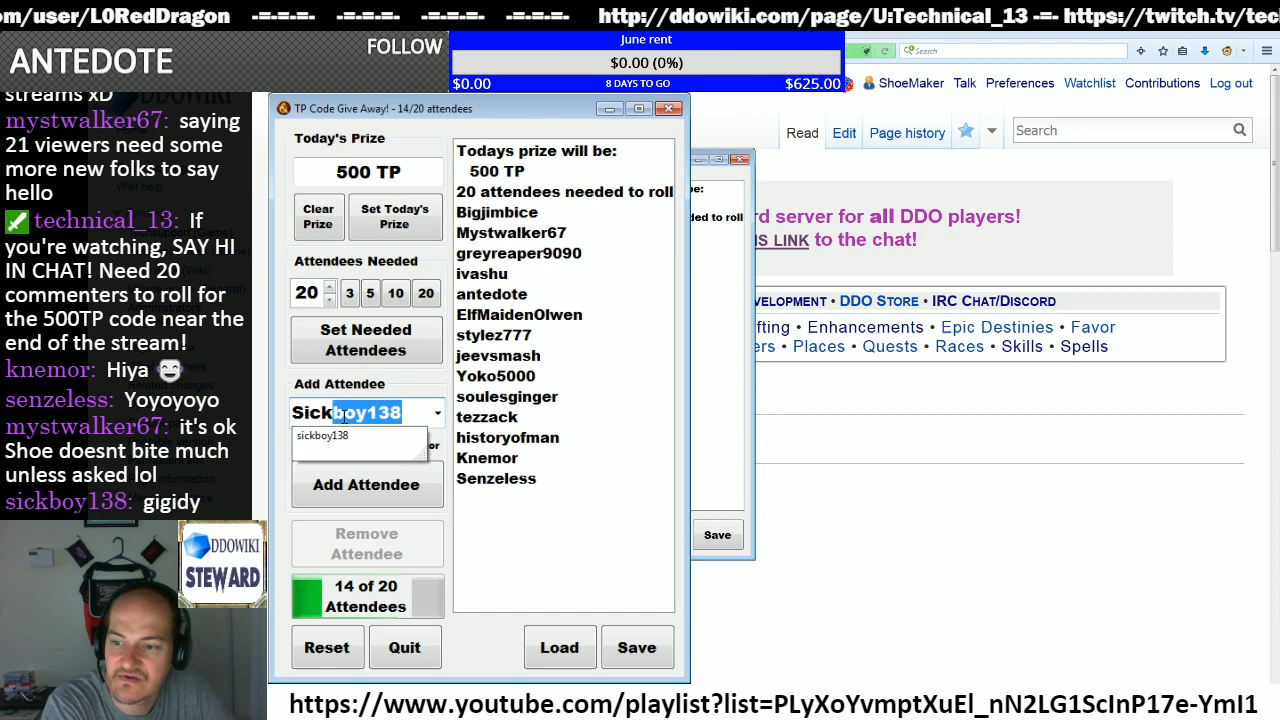 om/user/L0RedDragon -=-=-=- -=-=-=- -=-=-=- -=-=-=- http://ddowiki.com/page/U:Technical_13 -=- https://twitch.tv/tec
ANTEDOTE
FOLLOW
June rent
$0.00 (0%)
$0.00
8 DAYS TO GO
$625.00
streams XD
mystwalker67: saying
21 viewers need some
more new folks to say
hello
technical_13: If
you're watching, SAY HI
IN CHAT! Need 20
commenters to roll for
the 500TP code near the
end of the stream!
knemor: Hiya
senzeless: Yoyoyoyo
mystwalker67: it's ok
Shoe doesnt bite much
unless asked lol
sickboy138: gigidy
DDOWIKI
STEWARD
TP Code Give Away! - 14/20 attendees
Today's Prize
500 TP
Clear
Prize
Set Today's
Prize
Attendees Needed
20
3
5
10
20
Set Needed
Attendees
Add Attendee
Sickboy138
sickboy138
or
Add Attendee
Remove
Attendee
14 of 20
Attendees
Reset
Quit
Load
Save
Todays prize will be:
500 TP
20 attendees needed to roll
Bigjimbice
Mystwalker67
greyreaper9090
ivashu
antedote
ElfMaidenOlwen
stylez777
jeevsmash
Yoko5000
soulesginger
tezzack
historyofman
Knemor
Senzeless
be:
ded to roll
Save
Search
ShoeMaker
Talk
Preferences
Watchlist
Contributions
Log out
Read
Edit
Page history
Search
rd server for all DDO players!
IS LINK to the chat!
VELOPMENT • DDO STORE • IRC CHAT/DISCORD
fting • Enhancements • Epic Destinies • Favor
ers • Places • Quests • Races • Skills • Spells
https://www.youtube.com/playlist?list=PLyXoYvmptXuEl_nN2LG1ScInP17e-YmI1